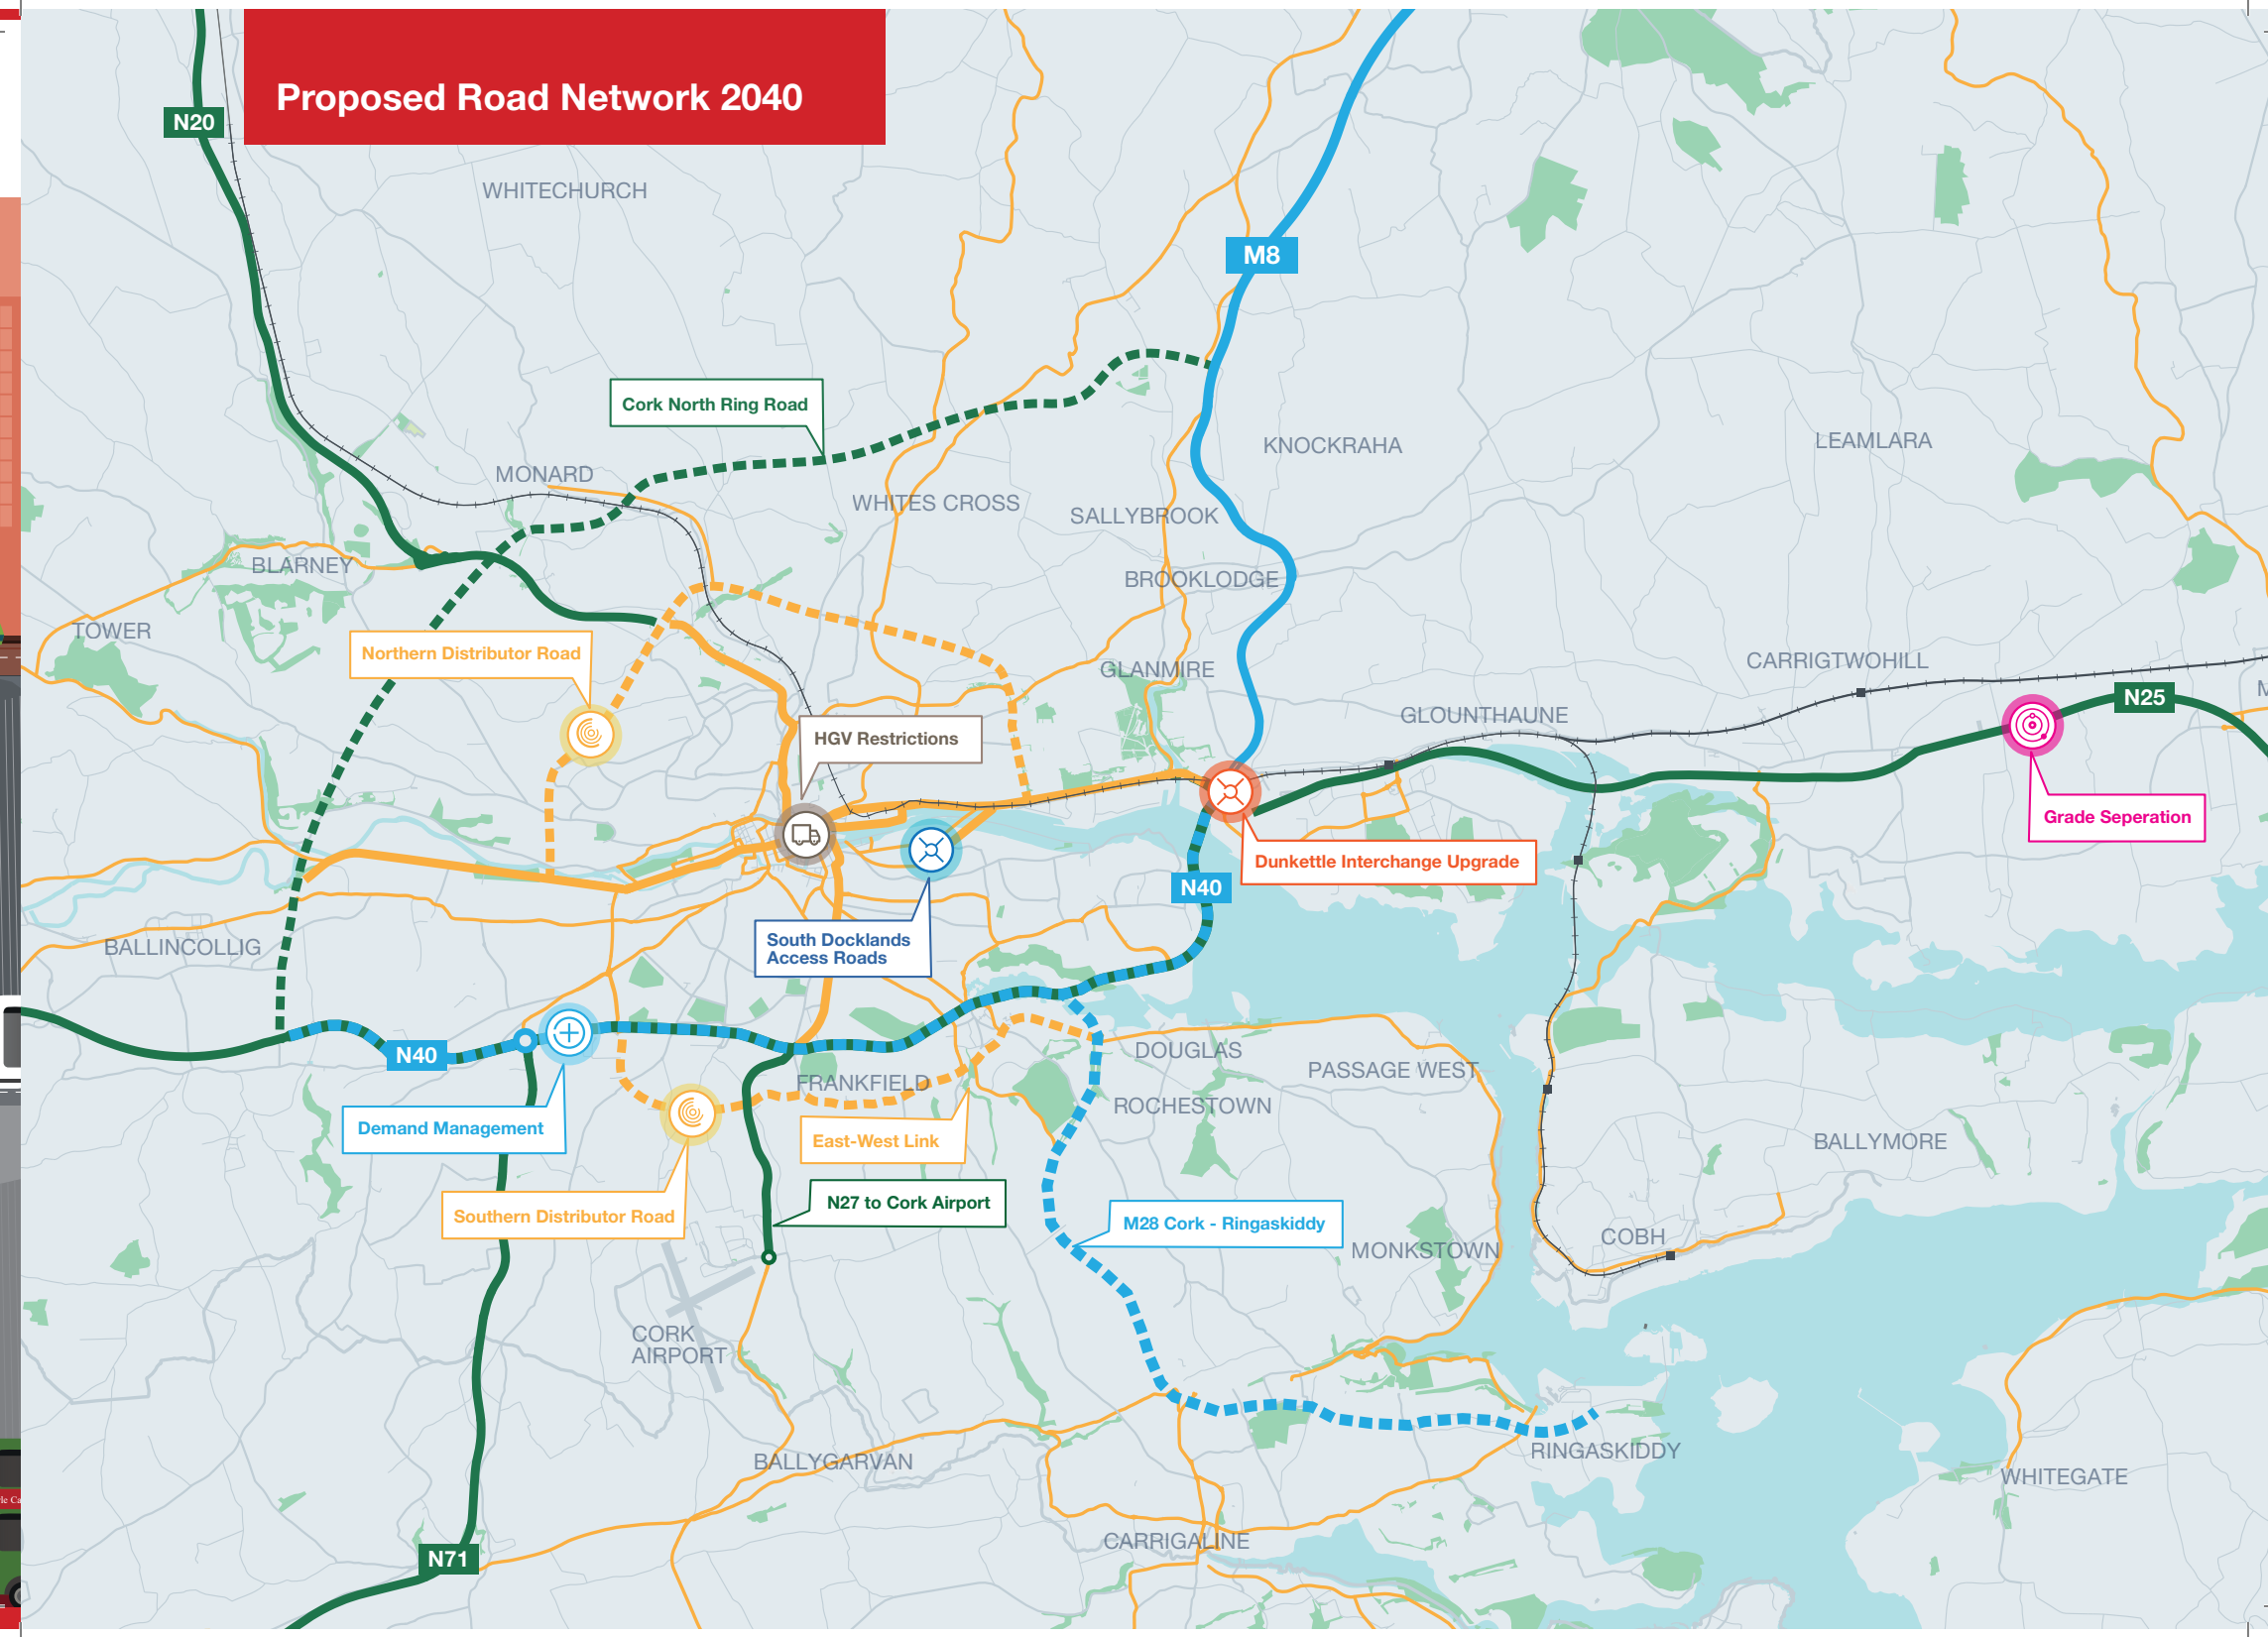 Proposed Road Network 2040
N20
WHITECHURCH
M8
Cork North Ring Road
KNOCKRAHA
LEAMLARA
MONARD
WHITES CROSS
SALLYBROOK
BLARNEY
BROOKLODGE
TOWER
Northern Distributor Road
GLANMIRE
CARRIGTWOHILL
N25
GLOUNTHAUNE
HGV Restrictions
Grade Seperation
Dunkettle Interchange Upgrade
N40
BALLINCOLLIG
South Docklands
Access Roads
N40
DOUGLAS
PASSAGE WEST
FRANKFIELD
ROCHESTOWN
Demand Management
East-West Link
BALLYMORE
N27 to Cork Airport
Southern Distributor Road
M28 Cork - Ringaskiddy
MONKSTOWN
COBH
CORK
AIRPORT
BALLYGARVAN
RINGASKIDDY
WHITEGATE
CARRIGALINE
N71